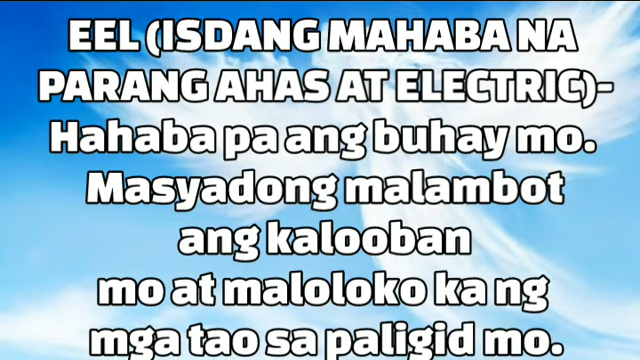 EEL (ISDANG MAHABA NA
PARANG AHAS AT ELECTRIC)-
Hahaba pa ang buhay mo.
Masyadong malambot
ang kalooban
mo at maloloko ka ng
mga tao sa paligid mo.